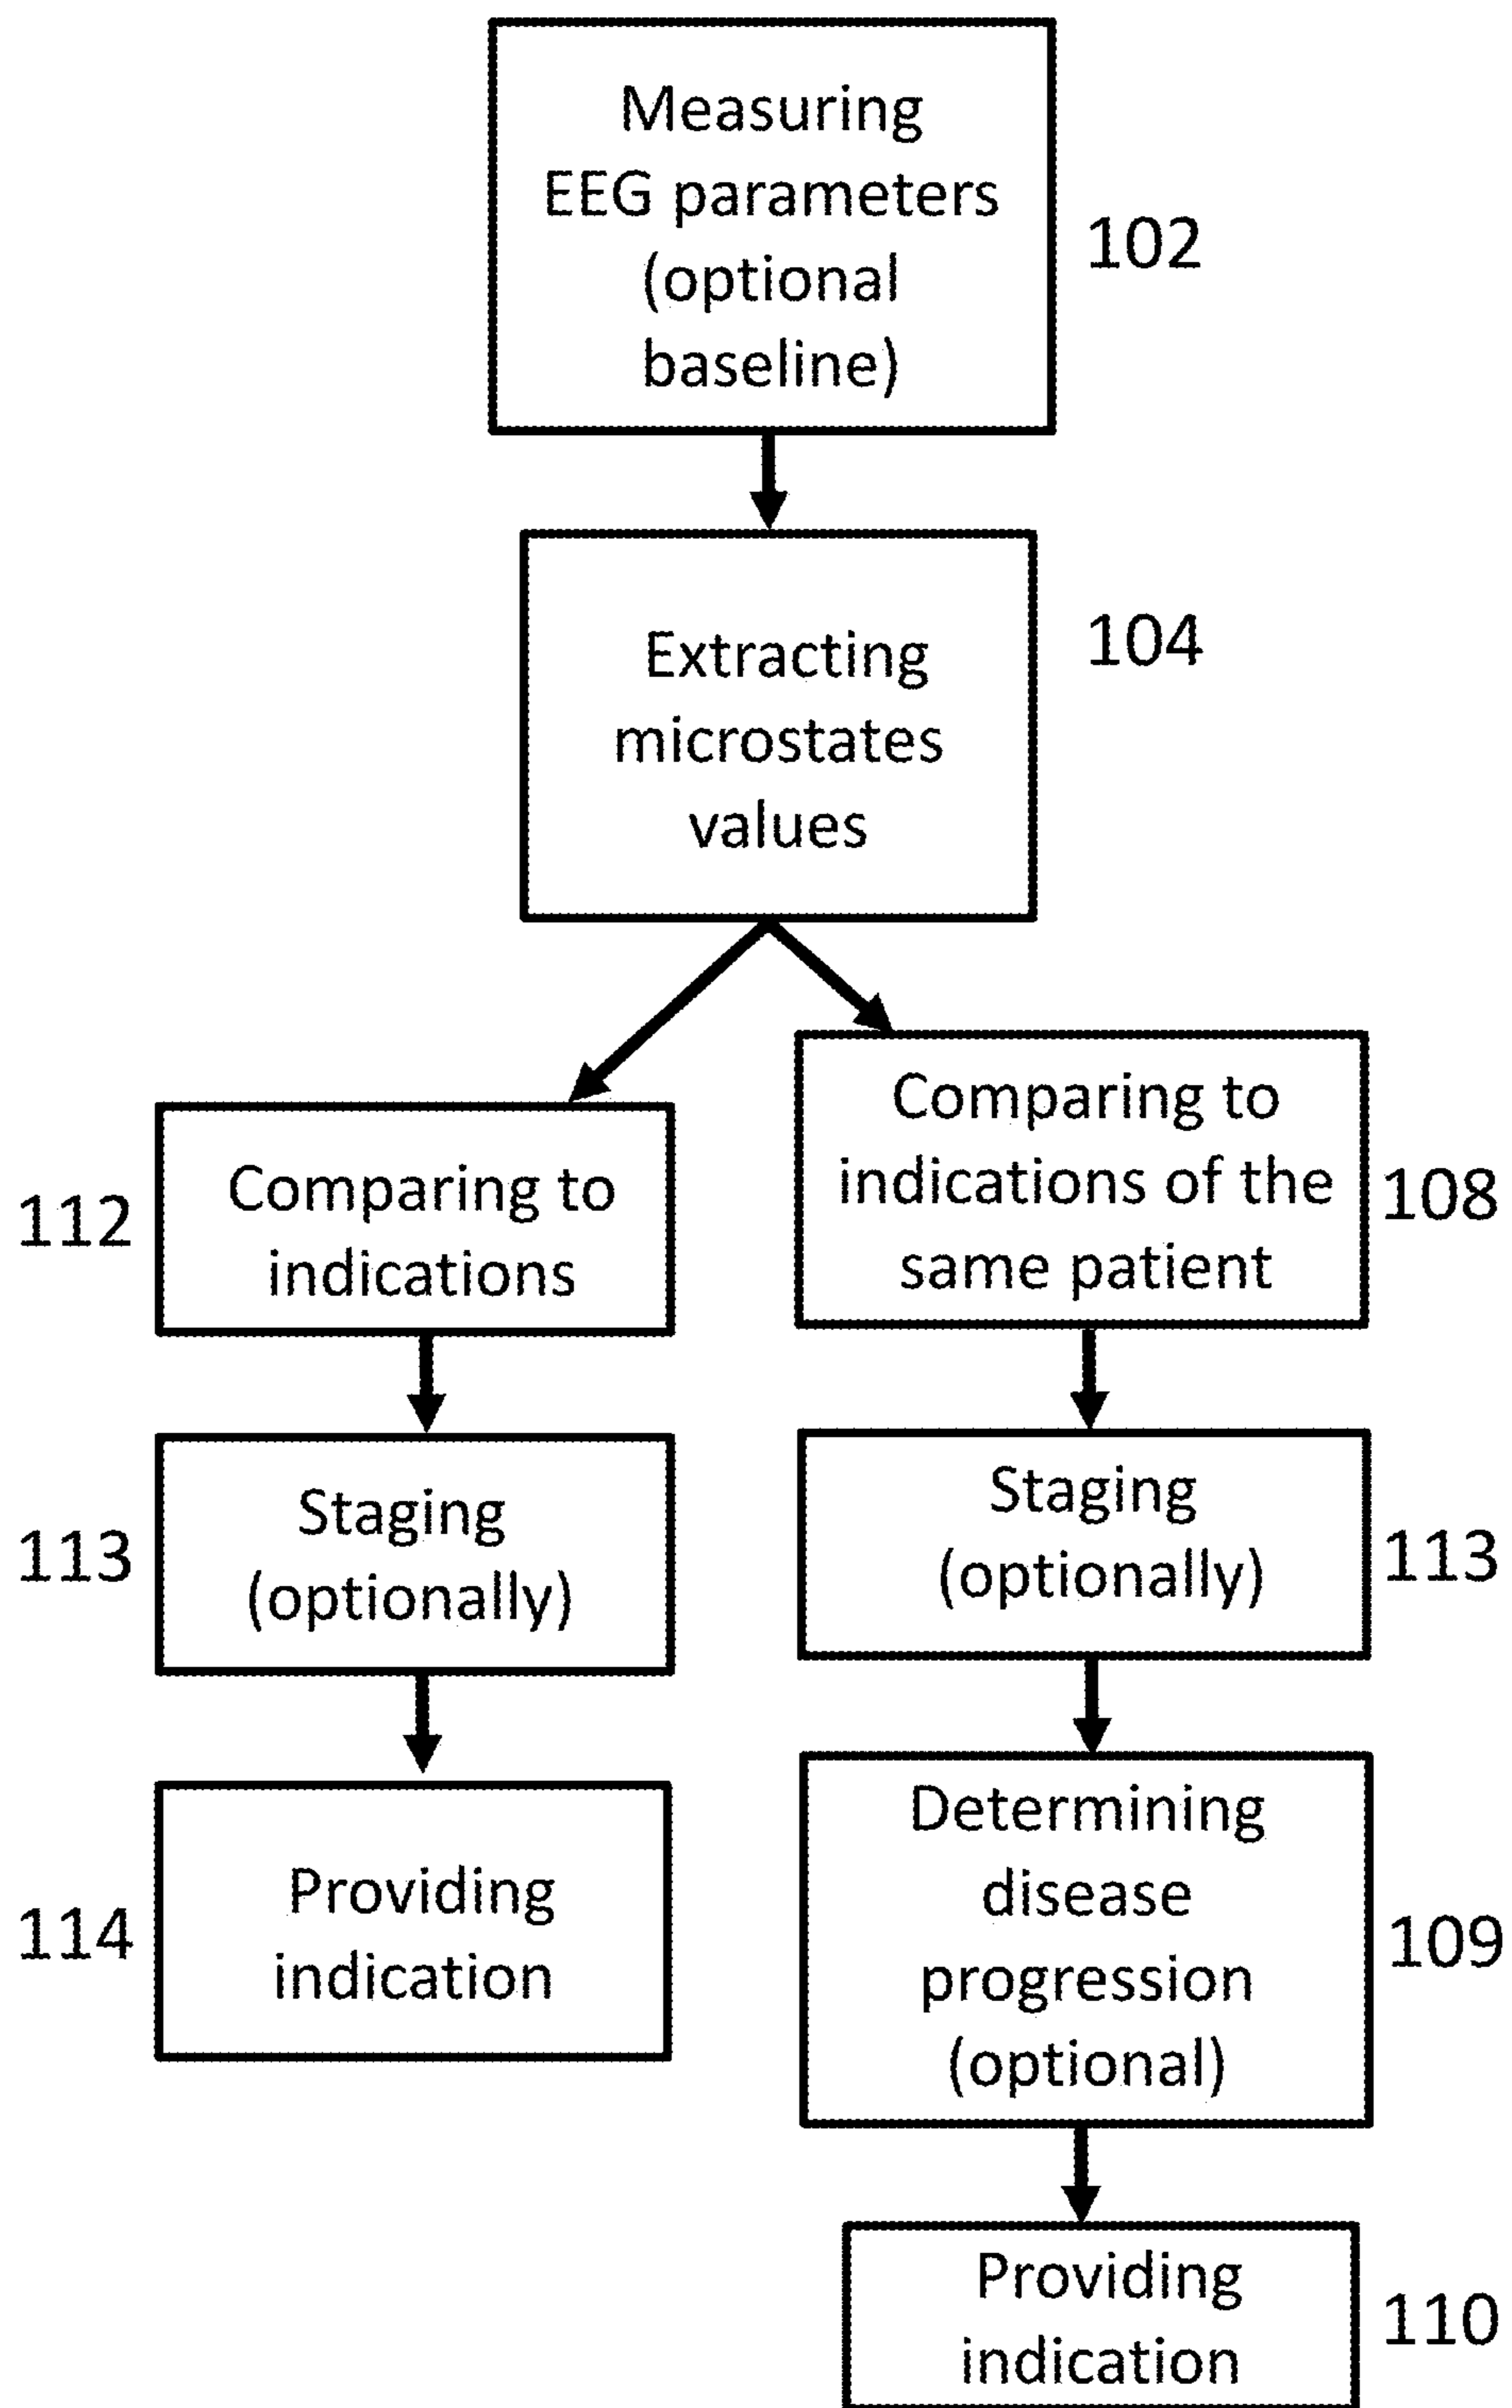 Measuring
EEG parameters
(optional
baseline)
102
Extracting
microstates
values
104
112
Comparing to
indications
Comparing to
indications of the
same patient
108
113
Staging
(optionally)
Staging
(optionally)
113
114
Providing
indication
Determining
disease
progression
(optional)
109
Providing
indication
110